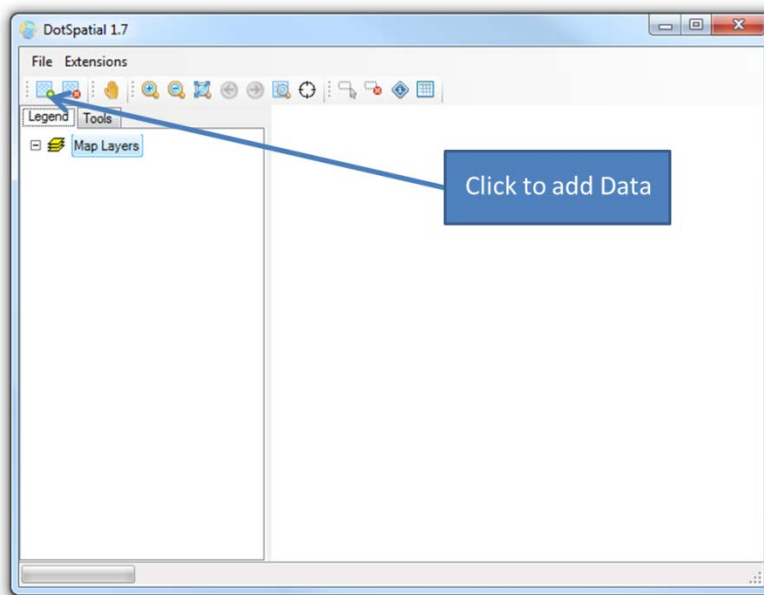 DotSpatial 1.7
File Extensions
Legend Tools
Map Layers
Click to add Data